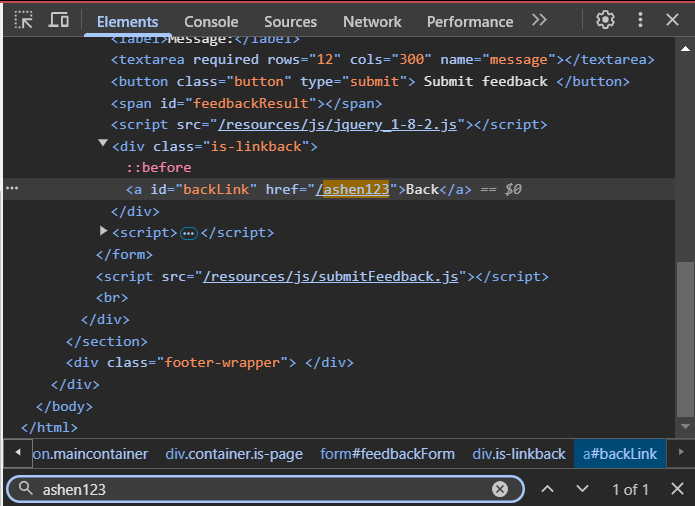 Elements Console Sources Network Performance
<label>Message:</label>
<textarea required rows="12" cols="300" name="message"></textarea>
<button class="button" type="submit"> Submit feedback </button>
<span id="feedbackResult"></span>
<script src="/resources/js/jquery_1-8-2.js"></script>
<div class="is-linkback">
::before
<a id="backLink" href="/ashen123">Back</a> == $0
</div>
<script>…</script>
</form>
<script src="/resources/js/submitFeedback.js"></script>
<br>
</div>
</section>
<div class="footer-wrapper"> </div>
</div>
</body>
</html>
on.maincontainer div.container.is-page form#feedbackForm div.is-linkback a#backLink
ashen123 1 of 1